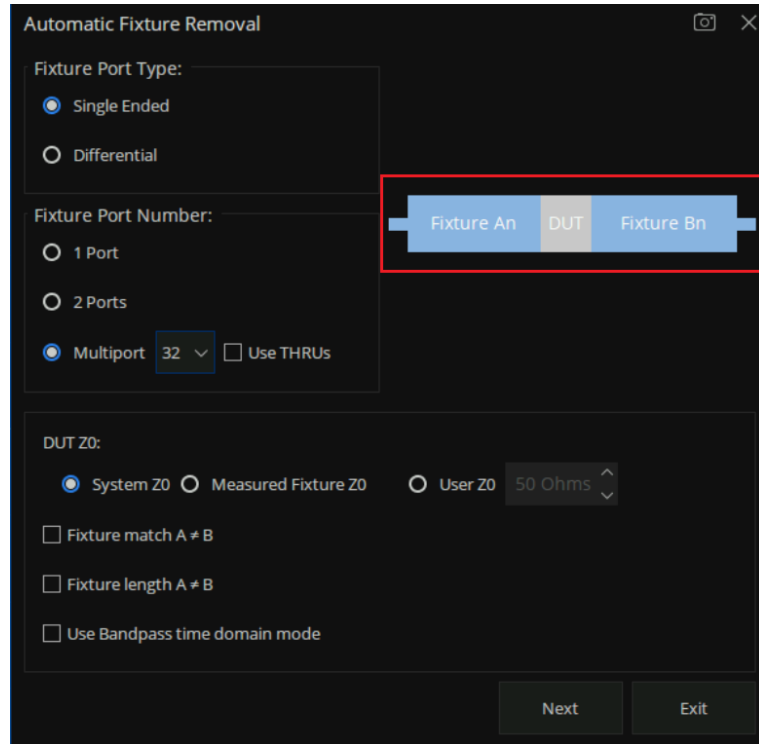 Automatic Fixture Removal
Fixture Port Type:
Single Ended
Differential
Fixture Port Number:
1 Port
2 Ports
Multiport 32 Use THRUs
Fixture An DUT Fixture Bn
DUT Z0:
System Z0 Measured Fixture Z0 User Z0 50 Ohms
Fixture match A ≠ B
Fixture length A ≠ B
Use Bandpass time domain mode
Next Exit